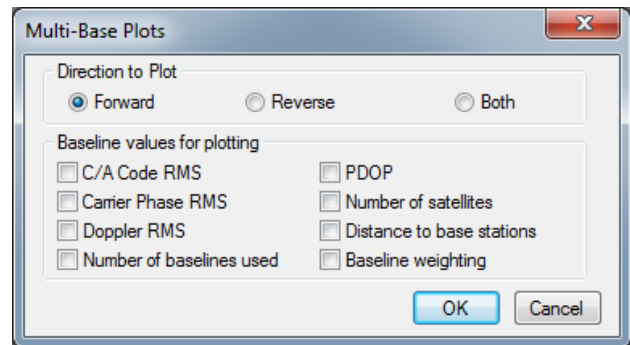 Multi-Base Plots
Direction to Plot
Forward Reverse Both
Baseline values for plotting
C/A Code RMS PDOP
Carrier Phase RMS Number of satellites
Doppler RMS Distance to base stations
Number of baselines used Baseline weighting
OK Cancel